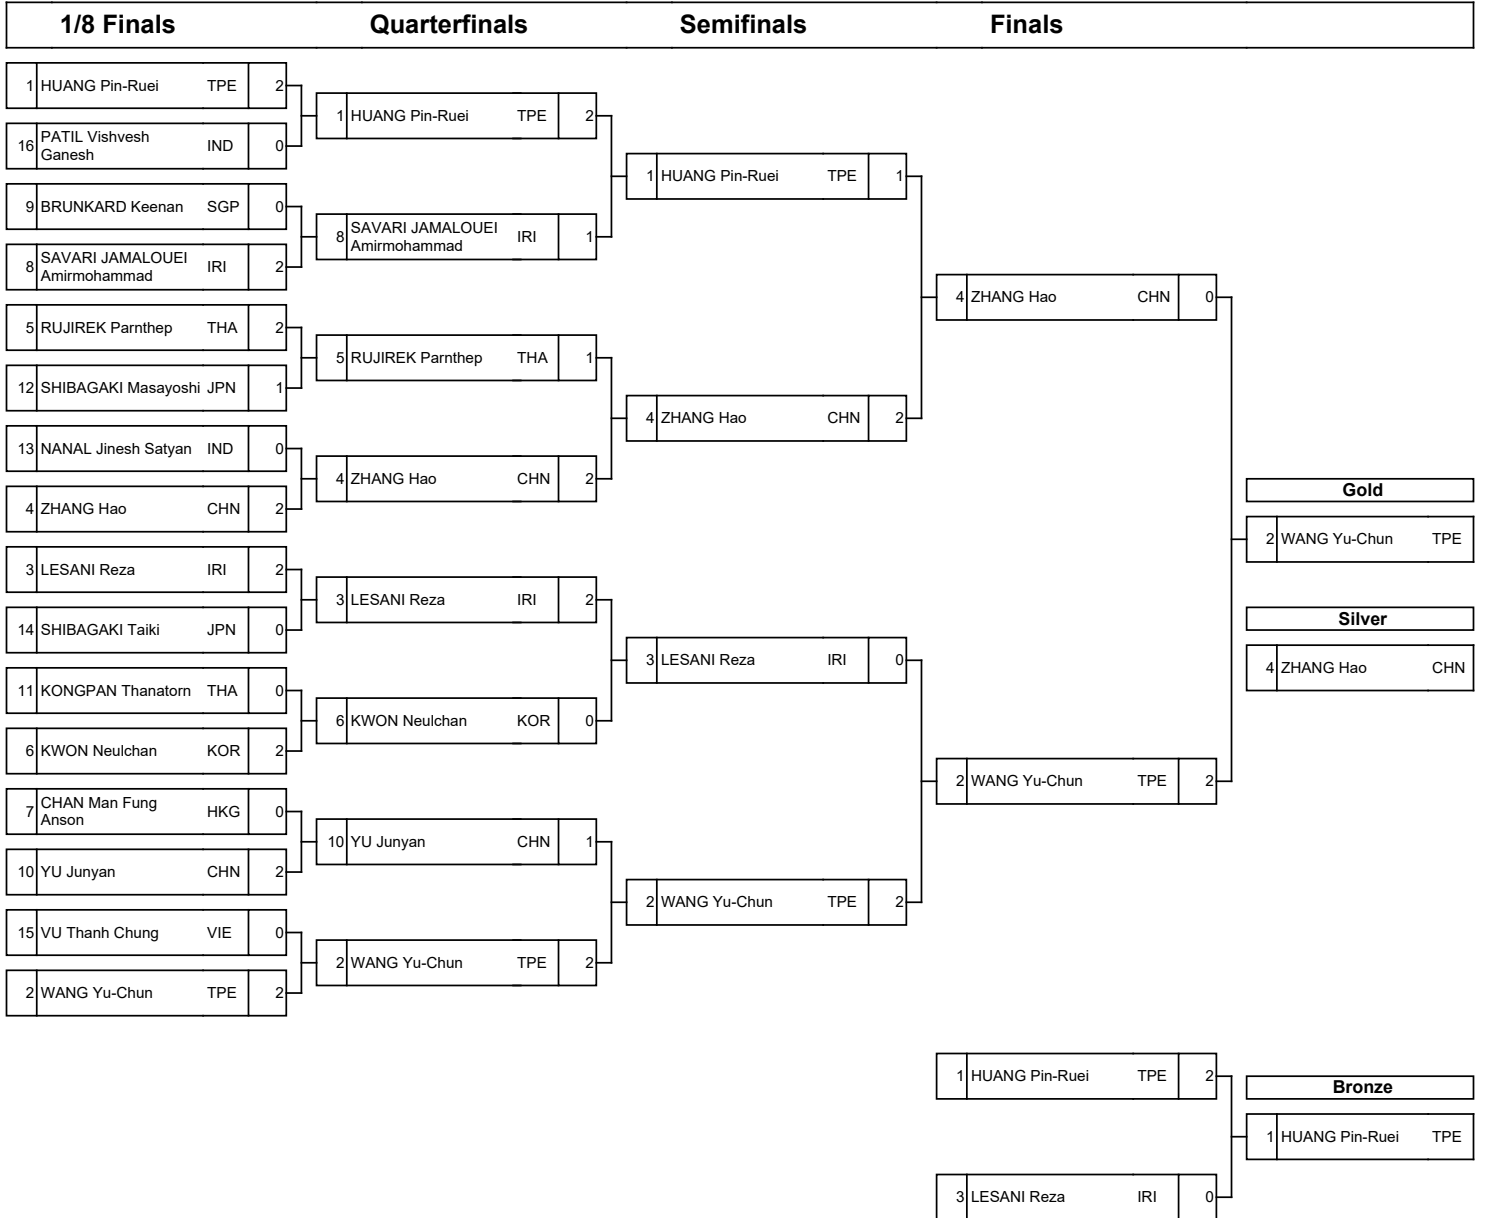 1/8 Finals Quarterfinals Semifinals Finals
1 HUANG Pin-Ruei TPE 2
16 PATIL Vishvesh
Ganesh IND 0
9 BRUNKARD Keenan SGP 0
8 SAVARI JAMALOUEI
Amirmohammad IRI 2
5 RUJIREK Parnthep THA 2
12 SHIBAGAKI Masayoshi JPN 1
13 NANAL Jinesh Satyan IND 0
4 ZHANG Hao CHN 2
3 LESANI Reza IRI 2
14 SHIBAGAKI Taiki JPN 0
11 KONGPAN Thanatorn THA 0
6 KWON Neulchan KOR 2
7 CHAN Man Fung
Anson HKG 0
10 YU Junyan CHN 2
15 VU Thanh Chung VIE 0
2 WANG Yu-Chun TPE 2
1 HUANG Pin-Ruei TPE 2
8 SAVARI JAMALOUEI
Amirmohammad IRI 1
5 RUJIREK Parnthep THA 1
4 ZHANG Hao CHN 2
3 LESANI Reza IRI 2
6 KWON Neulchan KOR 0
10 YU Junyan CHN 1
2 WANG Yu-Chun TPE 2
1 HUANG Pin-Ruei TPE 1
4 ZHANG Hao CHN 2
3 LESANI Reza IRI 0
2 WANG Yu-Chun TPE 2
4 ZHANG Hao CHN 0
2 WANG Yu-Chun TPE 2
Gold
2 WANG Yu-Chun TPE
Silver
4 ZHANG Hao CHN
1 HUANG Pin-Ruei TPE 2
3 LESANI Reza IRI 0
Bronze
1 HUANG Pin-Ruei TPE